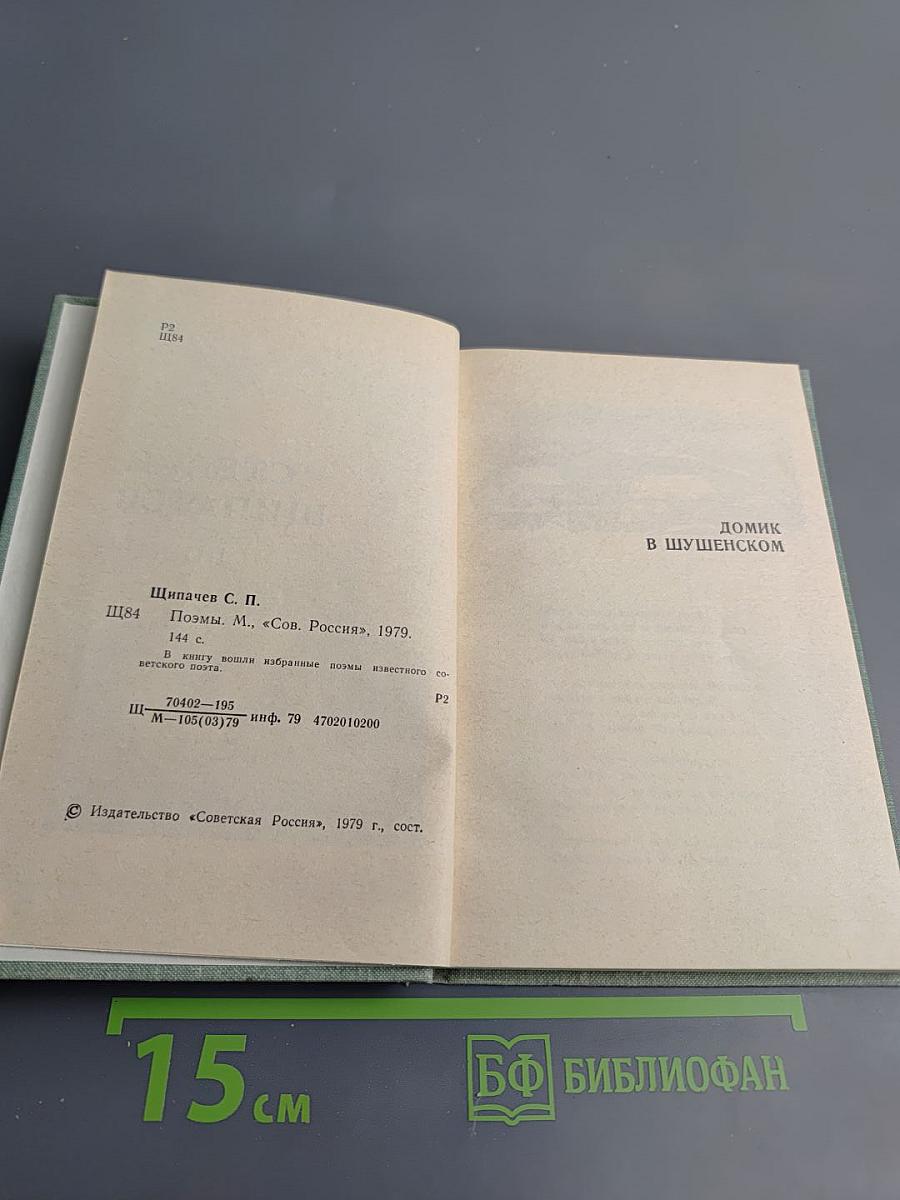 Р2
Щ84
Щипачев С. П.
Щ84 Поэмы. М., «Сов. Россия», 1979.
144 с.
В книгу вошли избранные поэмы известного со-
ветского поэта.
Р2
Щ 70402—195
М—105(03)79 инф. 79 4702010200
© Издательство «Советская Россия», 1979 г., сост.
ДОМИК
В ШУШЕНСКОМ
15 см
БФ БИБЛИОФАН